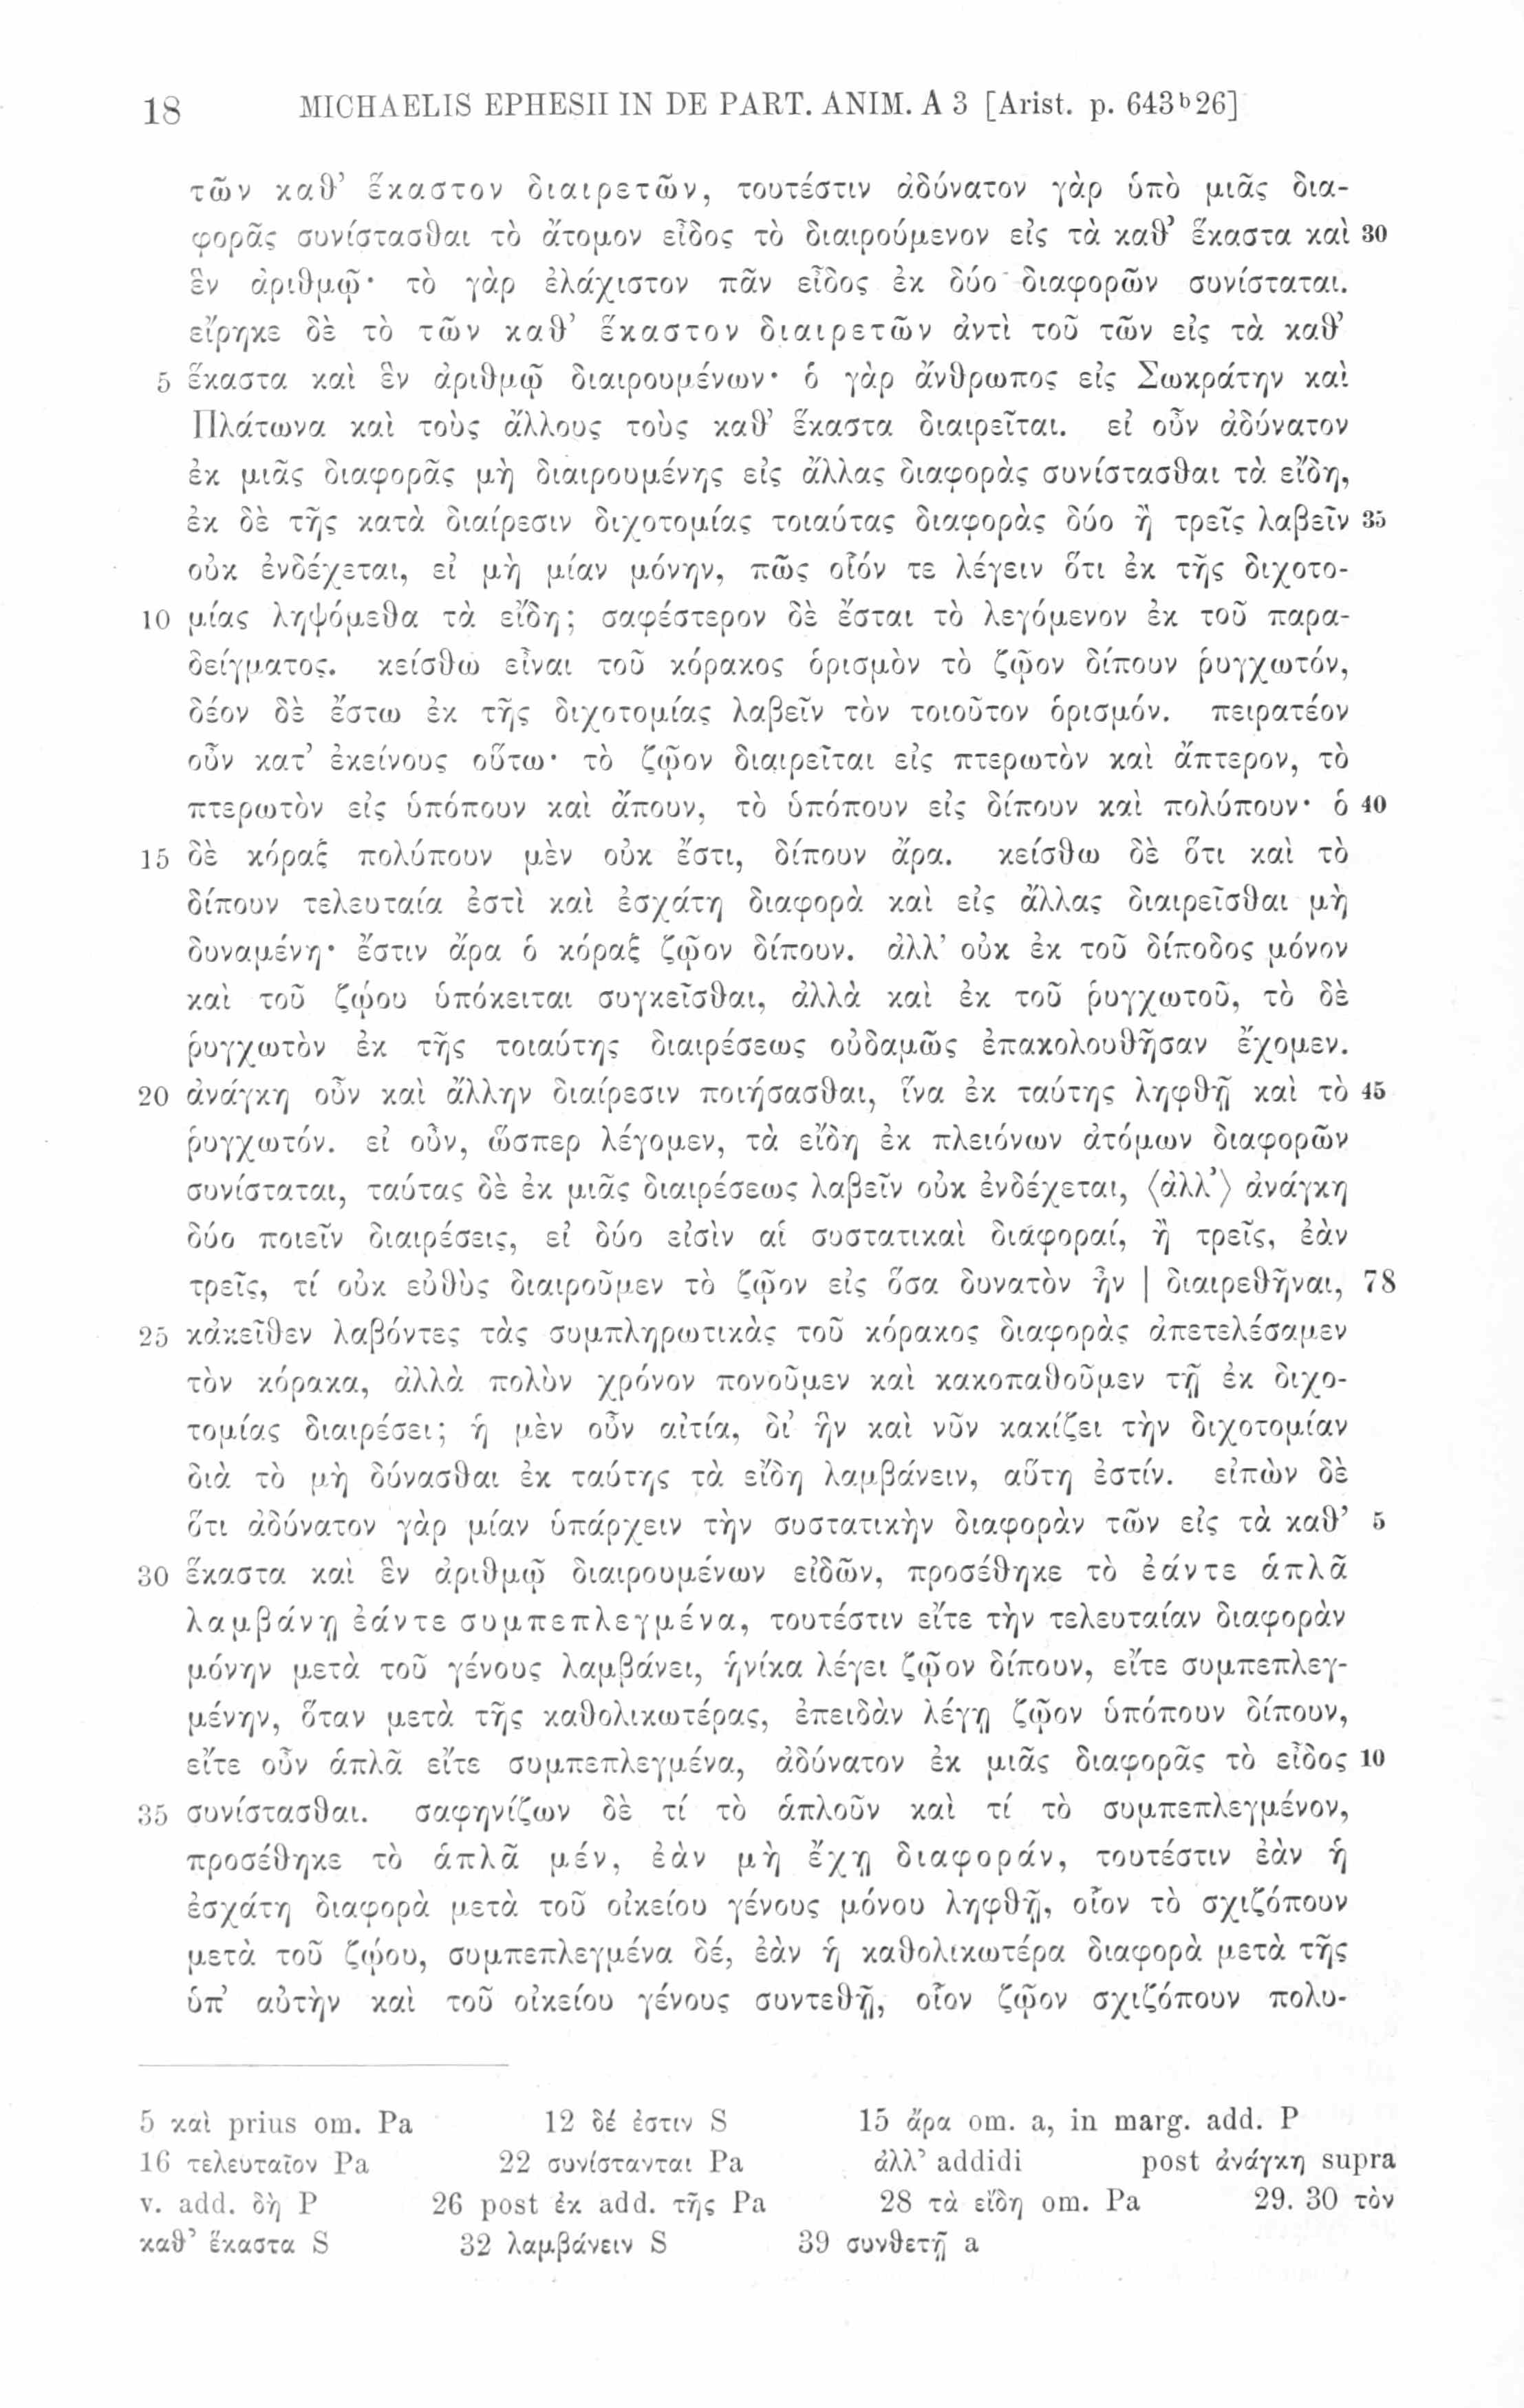 18 MICHAELIS EPHESII IN DE PART. ANIM. A 3 [Arist. p. 643ᵇ26]
τῶν καθ’ ἕκαστον διαιρετῶν, τουτέστιν ἀδύνατον γὰρ ὑπὸ μιᾶς δια-
φορᾶς συνίστασθαι τὸ ἄτομον εἶδος τὸ διαιρούμενον εἰς τὰ καθ’ ἕκαστα καὶ 30
ἓν ἀριθμῷ· τὸ γὰρ ἐλάχιστον πᾶν εἶδος ἐκ δύο διαφορῶν συνίσταται.
εἴρηκε δὲ τὸ τῶν καθ’ ἕκαστον διαιρετῶν ἀντὶ τοῦ τῶν εἰς τὰ καθ’
5 ἕκαστα καὶ ἓν ἀριθμῷ διαιρουμένων· ὁ γὰρ ἄνθρωπος εἰς Σωκράτην καὶ
Πλάτωνα καὶ τοὺς ἄλλους τοὺς καθ’ ἕκαστα διαιρεῖται. εἰ οὖν ἀδύνατον
ἐκ μιᾶς διαφορᾶς μὴ διαιρουμένης εἰς ἄλλας διαφορὰς συνίστασθαι τὰ εἴδη,
ἐκ δὲ τῆς κατὰ διαίρεσιν διχοτομίας τοιαύτας διαφορὰς δύο ἢ τρεῖς λαβεῖν 35
οὐκ ἐνδέχεται, εἰ μὴ μίαν μόνην, πῶς οἷόν τε λέγειν ὅτι ἐκ τῆς διχοτο-
10 μίας ληψόμεθα τὰ εἴδη; σαφέστερον δὲ ἔσται τὸ λεγόμενον ἐκ τοῦ παρα-
δείγματος. κείσθω εἶναι τοῦ κόρακος ὁρισμὸν τὸ ζῷον δίπουν ῥυγχωτόν,
δέον δὲ ἔστω ἐκ τῆς διχοτομίας λαβεῖν τὸν τοιοῦτον ὁρισμόν. πειρατέον
οὖν κατ’ ἐκείνους οὕτω· τὸ ζῷον διαιρεῖται εἰς πτερωτὸν καὶ ἄπτερον, τὸ
πτερωτὸν εἰς ὑπόπουν καὶ ἄπουν, τὸ ὑπόπουν εἰς δίπουν καὶ πολύπουν· ὁ 40
15 δὲ κόραξ πολύπουν μὲν οὐκ ἔστι, δίπουν ἄρα. κείσθω δὲ ὅτι καὶ τὸ
δίπουν τελευταία ἐστὶ καὶ ἐσχάτη διαφορὰ καὶ εἰς ἄλλας διαιρεῖσθαι μὴ
δυναμένη· ἔστιν ἄρα ὁ κόραξ ζῷον δίπουν. ἀλλ’ οὐκ ἐκ τοῦ δίποδος μόνον
καὶ τοῦ ζῴου ὑπόκειται συγκεῖσθαι, ἀλλὰ καὶ ἐκ τοῦ ῥυγχωτοῦ, τὸ δὲ
ῥυγχωτὸν ἐκ τῆς τοιαύτης διαιρέσεως οὐδαμῶς ἐπακολουθῆσαν ἔχομεν.
20 ἀνάγκη οὖν καὶ ἄλλην διαίρεσιν ποιήσασθαι, ἵνα ἐκ ταύτης ληφθῇ καὶ τὸ 45
ῥυγχωτόν. εἰ οὖν, ὥσπερ λέγομεν, τὰ εἴδη ἐκ πλειόνων ἀτόμων διαφορῶν
συνίσταται, ταύτας δὲ ἐκ μιᾶς διαιρέσεως λαβεῖν οὐκ ἐνδέχεται, ⟨ἀλλ’⟩ ἀνάγκη
δύο ποιεῖν διαιρέσεις, εἰ δύο εἰσὶν αἱ συστατικαὶ διαφοραί, ἢ τρεῖς, ἐὰν
τρεῖς, τί οὐκ εὐθὺς διαιροῦμεν τὸ ζῷον εἰς ὅσα δυνατὸν ἦν | διαιρεθῆναι, 78
25 κἀκεῖθεν λαβόντες τὰς συμπληρωτικὰς τοῦ κόρακος διαφορὰς ἀπετελέσαμεν
τὸν κόρακα, ἀλλὰ πολὺν χρόνον πονοῦμεν καὶ κακοπαθοῦμεν τῇ ἐκ διχο-
τομίας διαιρέσει; ἡ μὲν οὖν αἰτία, δι’ ἣν καὶ νῦν κακίζει τὴν διχοτομίαν
διὰ τὸ μὴ δύνασθαι ἐκ ταύτης τὰ εἴδη λαμβάνειν, αὕτη ἐστίν. εἰπὼν δὲ
ὅτι ἀδύνατον γὰρ μίαν ὑπάρχειν τὴν συστατικὴν διαφορὰν τῶν εἰς τὰ καθ’ 5
30 ἕκαστα καὶ ἓν ἀριθμῷ διαιρουμένων εἰδῶν, προσέθηκε τὸ ἐάντε ἁπλᾶ
λαμβάνῃ ἐάντε συμπεπλεγμένα, τουτέστιν εἴτε τὴν τελευταίαν διαφορὰν
μόνην μετὰ τοῦ γένους λαμβάνει, ἡνίκα λέγει ζῷον δίπουν, εἴτε συμπεπλεγ-
μένην, ὅταν μετὰ τῆς καθολικωτέρας, ἐπειδὰν λέγῃ ζῷον ὑπόπουν δίπουν,
εἴτε οὖν ἁπλᾶ εἴτε συμπεπλεγμένα, ἀδύνατον ἐκ μιᾶς διαφορᾶς τὸ εἶδος 10
35 συνίστασθαι. σαφηνίζων δὲ τί τὸ ἁπλοῦν καὶ τί τὸ συμπεπλεγμένον,
προσέθηκε τὸ ἁπλᾶ μέν, ἐὰν μὴ ἔχῃ διαφοράν, τουτέστιν ἐὰν ἡ
ἐσχάτη διαφορὰ μετὰ τοῦ οἰκείου γένους μόνου ληφθῇ, οἷον τὸ σχιζόπουν
μετὰ τοῦ ζῴου, συμπεπλεγμένα δέ, ἐὰν ἡ καθολικωτέρα διαφορὰ μετὰ τῆς
ὑπ’ αὐτὴν καὶ τοῦ οἰκείου γένους συντεθῇ, οἷον ζῷον σχιζόπουν πολυ-
5 καὶ prius om. Pa 12 δέ ἐστιν S 15 ἄρα om. a, in marg. add. P
16 τελευταῖον Pa 22 συνίστανται Pa ἀλλ’ addidi post ἀνάγκη supra
v. add. δὴ P 26 post ἐκ add. τῆς Pa 28 τὰ εἴδη om. Pa 29. 30 τὸν
καθ’ ἕκαστα S 32 λαμβάνειν S 39 συνθετῇ a